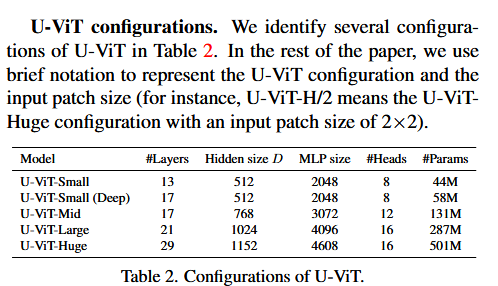 U-ViT configurations. We identify several configura-
tions of U-ViT in Table 2. In the rest of the paper, we use
brief notation to represent the U-ViT configuration and the
input patch size (for instance, U-ViT-H/2 means the U-ViT-
Huge configuration with an input patch size of 2×2).
Model #Layers Hidden size D MLP size #Heads #Params
U-ViT-Small 13 512 2048 8 44M
U-ViT-Small (Deep) 17 512 2048 8 58M
U-ViT-Mid 17 768 3072 12 131M
U-ViT-Large 21 1024 4096 16 287M
U-ViT-Huge 29 1152 4608 16 501M
Table 2. Configurations of U-ViT.